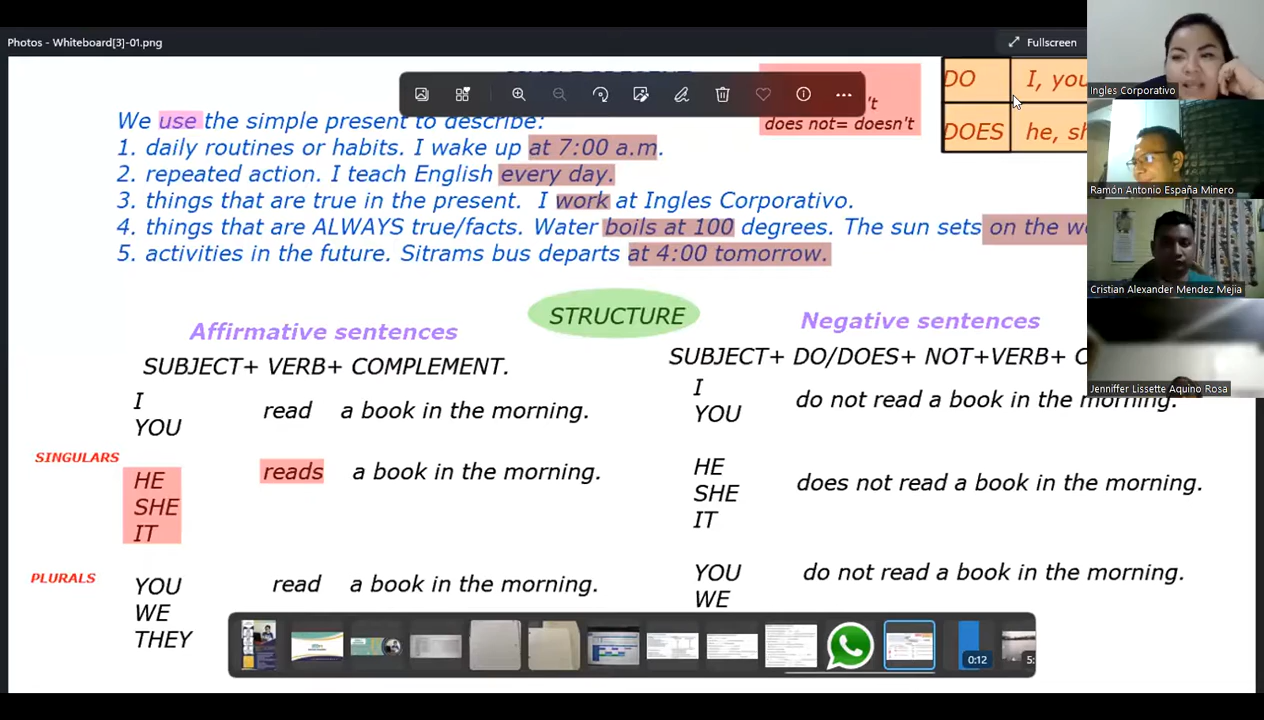 Photos - Whiteboard[3]-01.png
Fullscreen
't
does not= doesn't
DO I, you
DOES he, sh
We use the simple present to describe:
1. daily routines or habits. I wake up at 7:00 a.m.
2. repeated action. I teach English every day.
3. things that are true in the present. I work at Ingles Corporativo.
4. things that are ALWAYS true/facts. Water boils at 100 degrees. The sun sets on the we
5. activities in the future. Sitrams bus departs at 4:00 tomorrow.
STRUCTURE
Affirmative sentences
SUBJECT+ VERB+ COMPLEMENT.
I
YOU
read a book in the morning.
SINGULARS
HE
SHE
IT
reads a book in the morning.
PLURALS
YOU
WE
THEY
read a book in the morning.
Negative sentences
SUBJECT+ DO/DOES+ NOT+VERB+ C
I
YOU
do not read a book in the morning.
HE
SHE
IT
does not read a book in the morning.
YOU
WE
do not read a book in the morning.
Ingles Corporativo
Ramón Antonio España Minero
Cristian Alexander Mendez Mejia
Jenniffer Lissette Aquino Rosa
0:12
5: